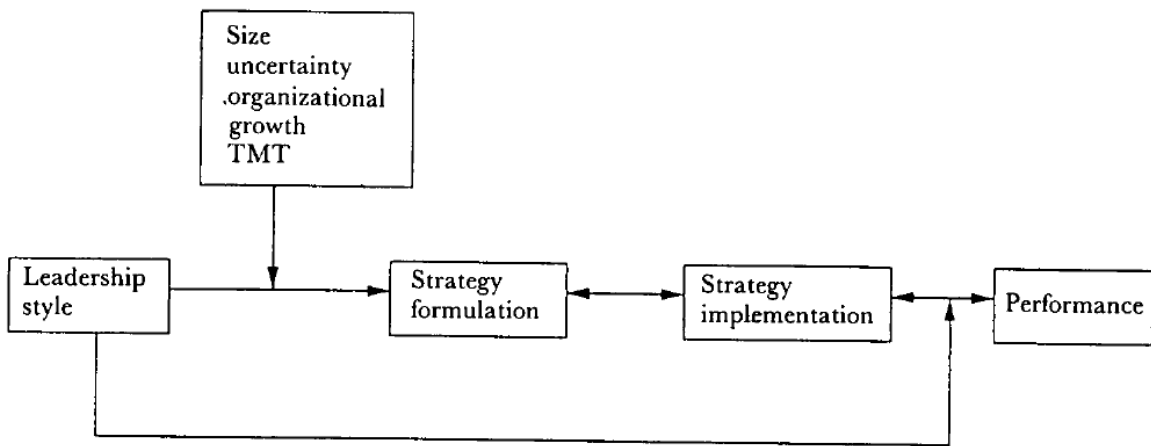 Size
uncertainty
.organizational
growth
TMT
Leadership
style
Strategy
formulation
Strategy
implementation
Performance